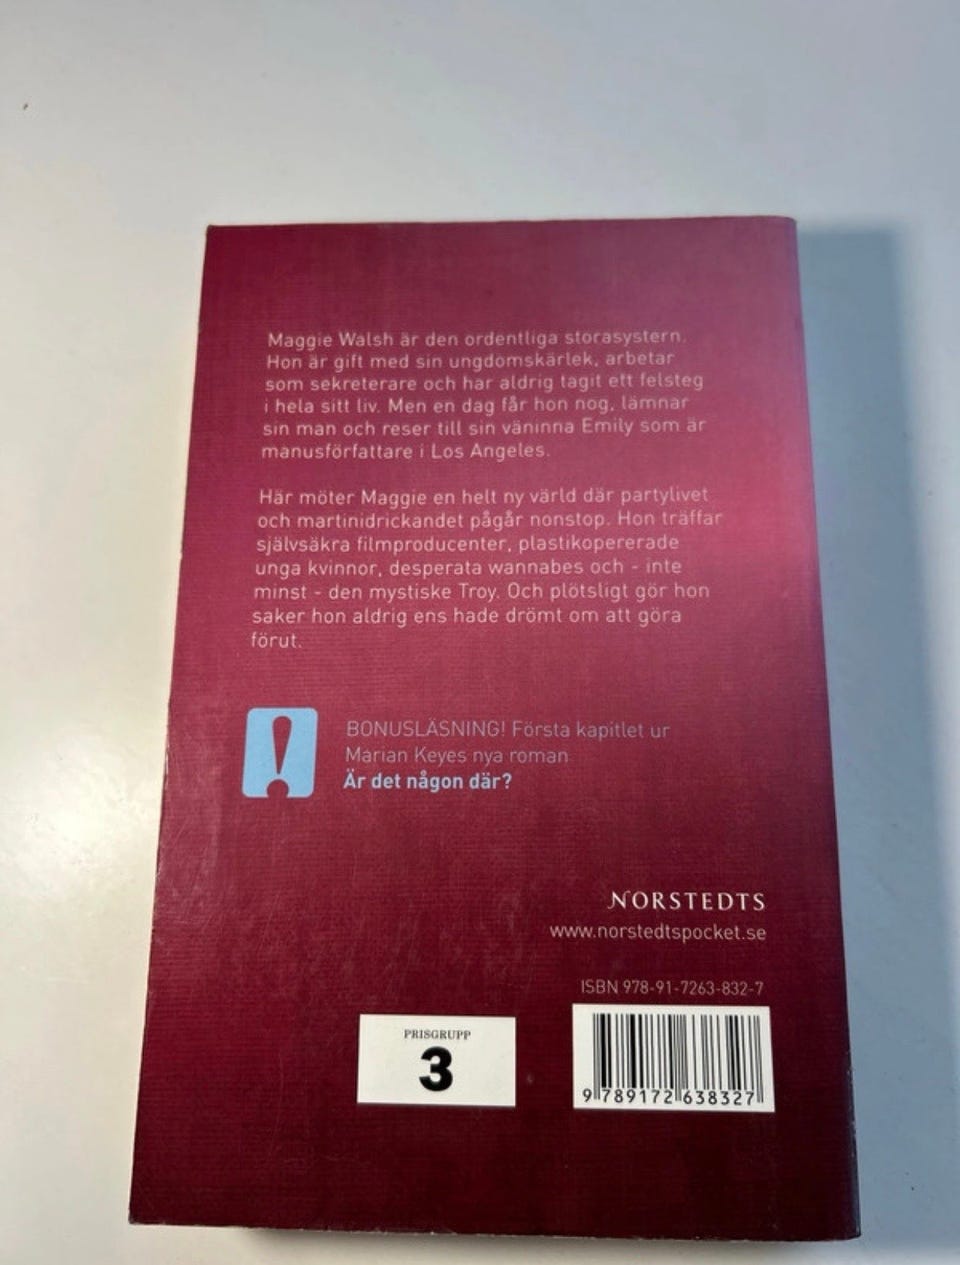 Maggie Walsh är den ordentliga storasystern.
Hon är gift med sin ungdomskärlek, arbetar
som sekreterare och har aldrig tagit ett felsteg
i hela sitt liv. Men en dag får hon nog, lämnar
sin man och reser till sin väninna Emily som är
manusförfattare i Los Angeles.
Här möter Maggie en helt ny värld där partylivet
och martinidrickandet pågår nonstop. Hon träffar
självsäkra filmproducenter, plastikopererade
unga kvinnor, desperata wannabes och - inte
minst - den mystiske Troy. Och plötsligt gör hon
saker hon aldrig ens hade drömt om att göra
förut.
BONUSLÄSNING! Första kapitlet ur
Marian Keyes nya roman
Är det någon där?
NORSTEDTS
www.norstedtspocket.se
ISBN 978-91-7263-832-7
PRISGRUPP
3
9 789172 638327